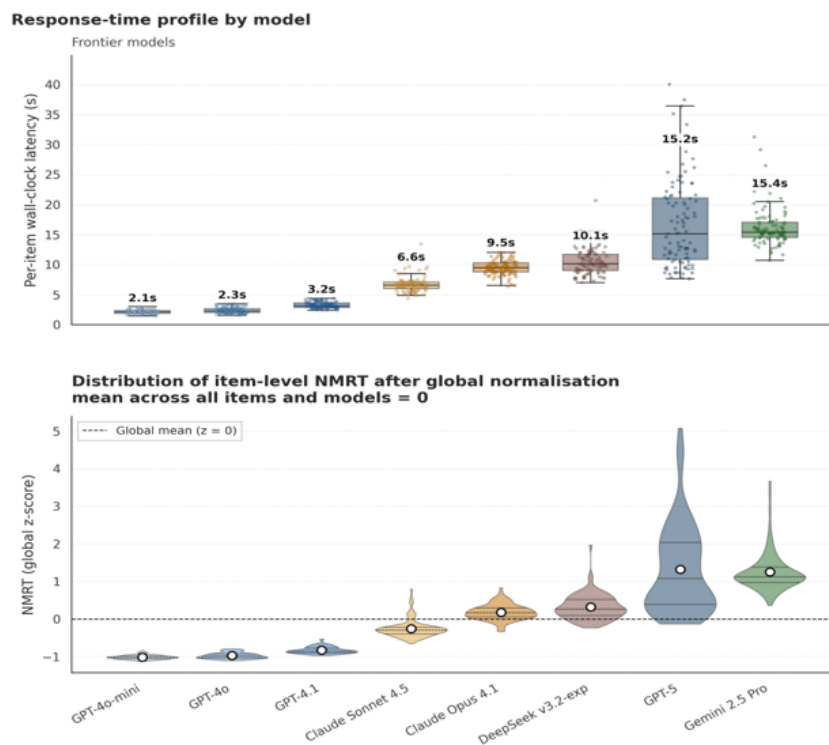 Response-time profile by model
Frontier models
Per-item wall-clock latency (s)
40
35
30
25
20
15
10
5
0
2.1s
2.3s
3.2s
6.6s
9.5s
10.1s
15.2s
15.4s
Distribution of item-level NMRT after global normalisation
mean across all items and models = 0
Global mean (z = 0)
NMRT (global z-score)
5
4
3
2
1
0
−1
GPT-4o-mini
GPT-4o
GPT-4.1
Claude Sonnet 4.5
Claude Opus 4.1
DeepSeek v3.2-exp
GPT-5
Gemini 2.5 Pro